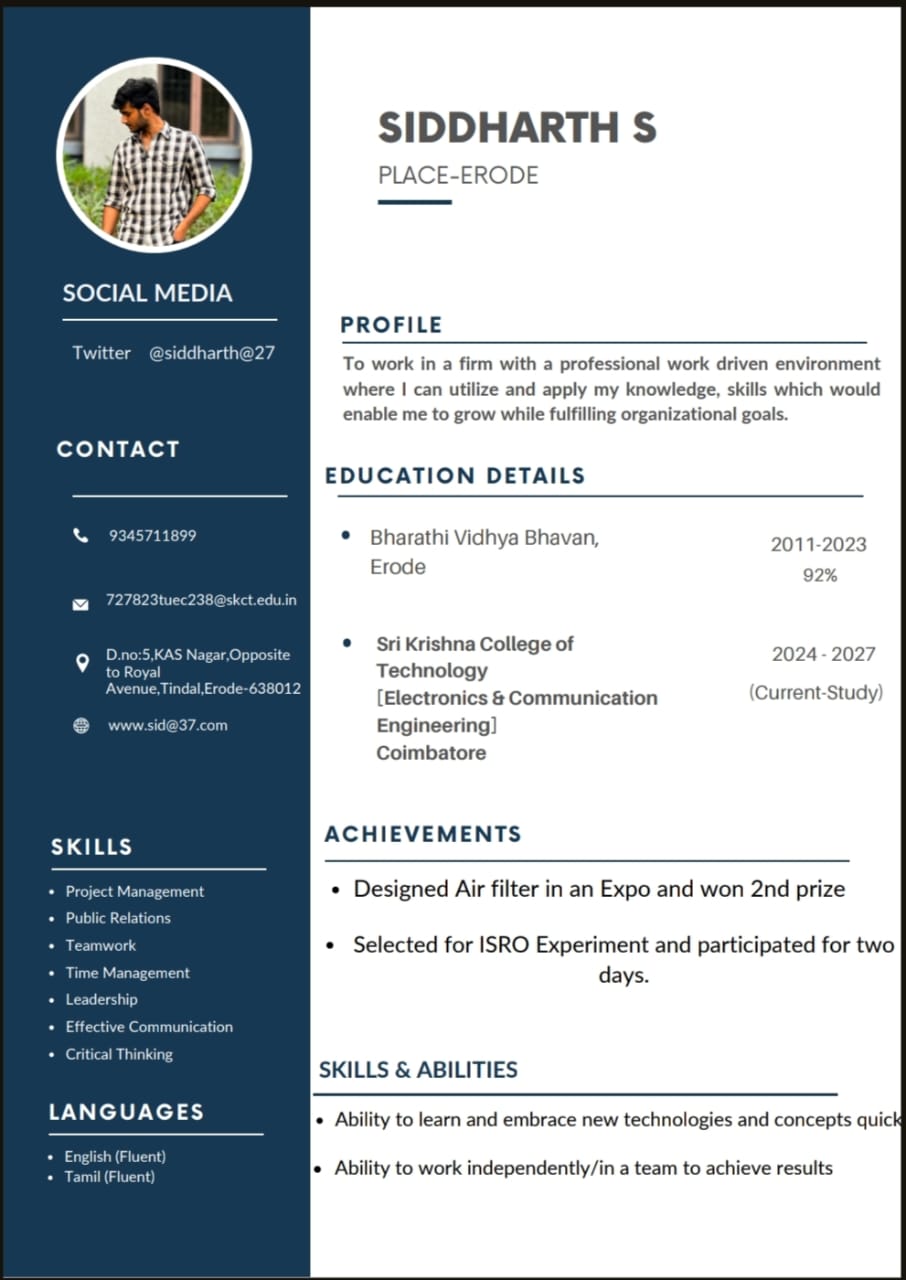 SIDDHARTH S
PLACE-ERODE
SOCIAL MEDIA
Twitter @siddharth@27
CONTACT
9345711899
727823tuec238@skct.edu.in
D.no:5,KAS Nagar,Opposite
to Royal
Avenue,Tindal,Erode-638012
www.sid@37.com
SKILLS
Project Management
Public Relations
Teamwork
Time Management
Leadership
Effective Communication
Critical Thinking
LANGUAGES
English (Fluent)
Tamil (Fluent)
PROFILE
To work in a firm with a professional work driven environment
where I can utilize and apply my knowledge, skills which would
enable me to grow while fulfilling organizational goals.
EDUCATION DETAILS
Bharathi Vidhya Bhavan,
Erode
2011-2023
92%
Sri Krishna College of
Technology
[Electronics & Communication
Engineering]
Coimbatore
2024 - 2027
(Current-Study)
ACHIEVEMENTS
Designed Air filter in an Expo and won 2nd prize
Selected for ISRO Experiment and participated for two
days.
SKILLS & ABILITIES
Ability to learn and embrace new technologies and concepts quick
Ability to work independently/in a team to achieve results